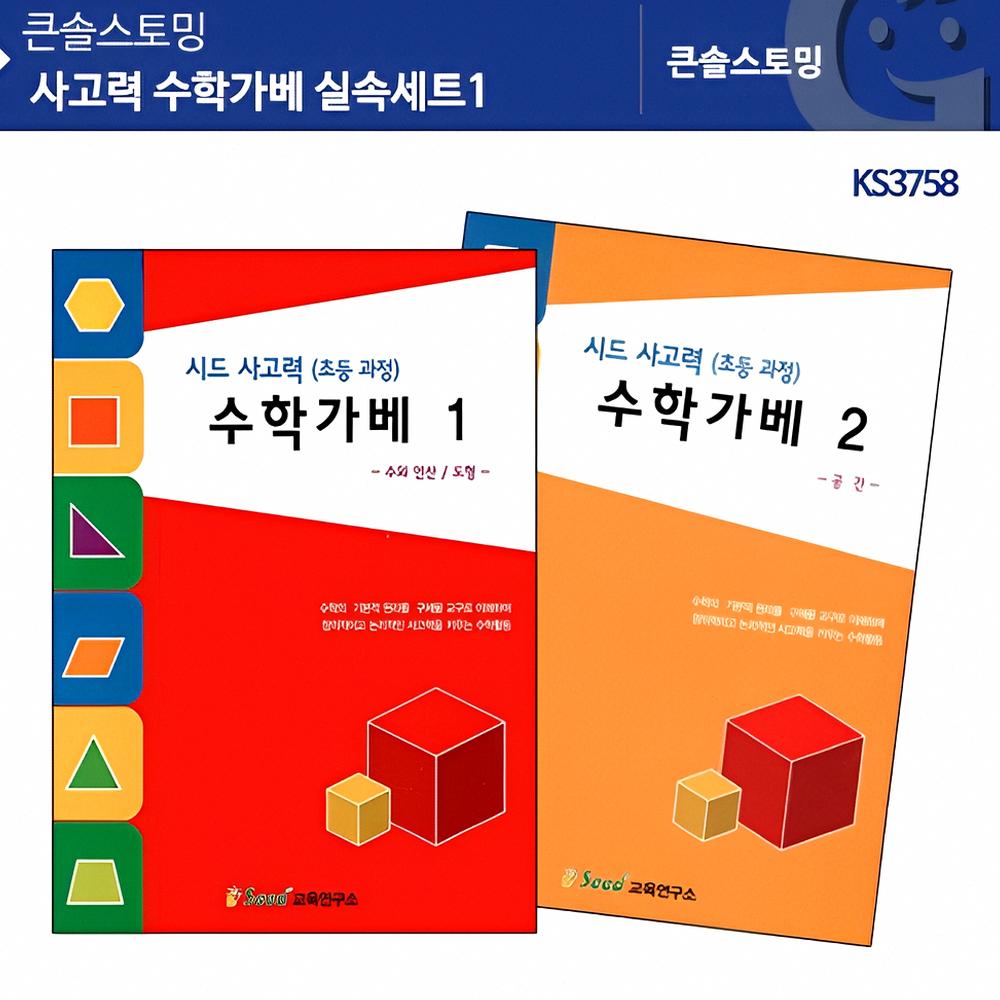 큰솔스토밍
사고력 수학가베 실속세트1
큰솔스토밍
KS3758
시드 사고력 (초등 과정)
수학가베 1
- 수와 연산 / 도형 -
교육연구소
시드 사고력 (초등 과정)
수학가베 2
- 공 간 -
Seed 교육연구소